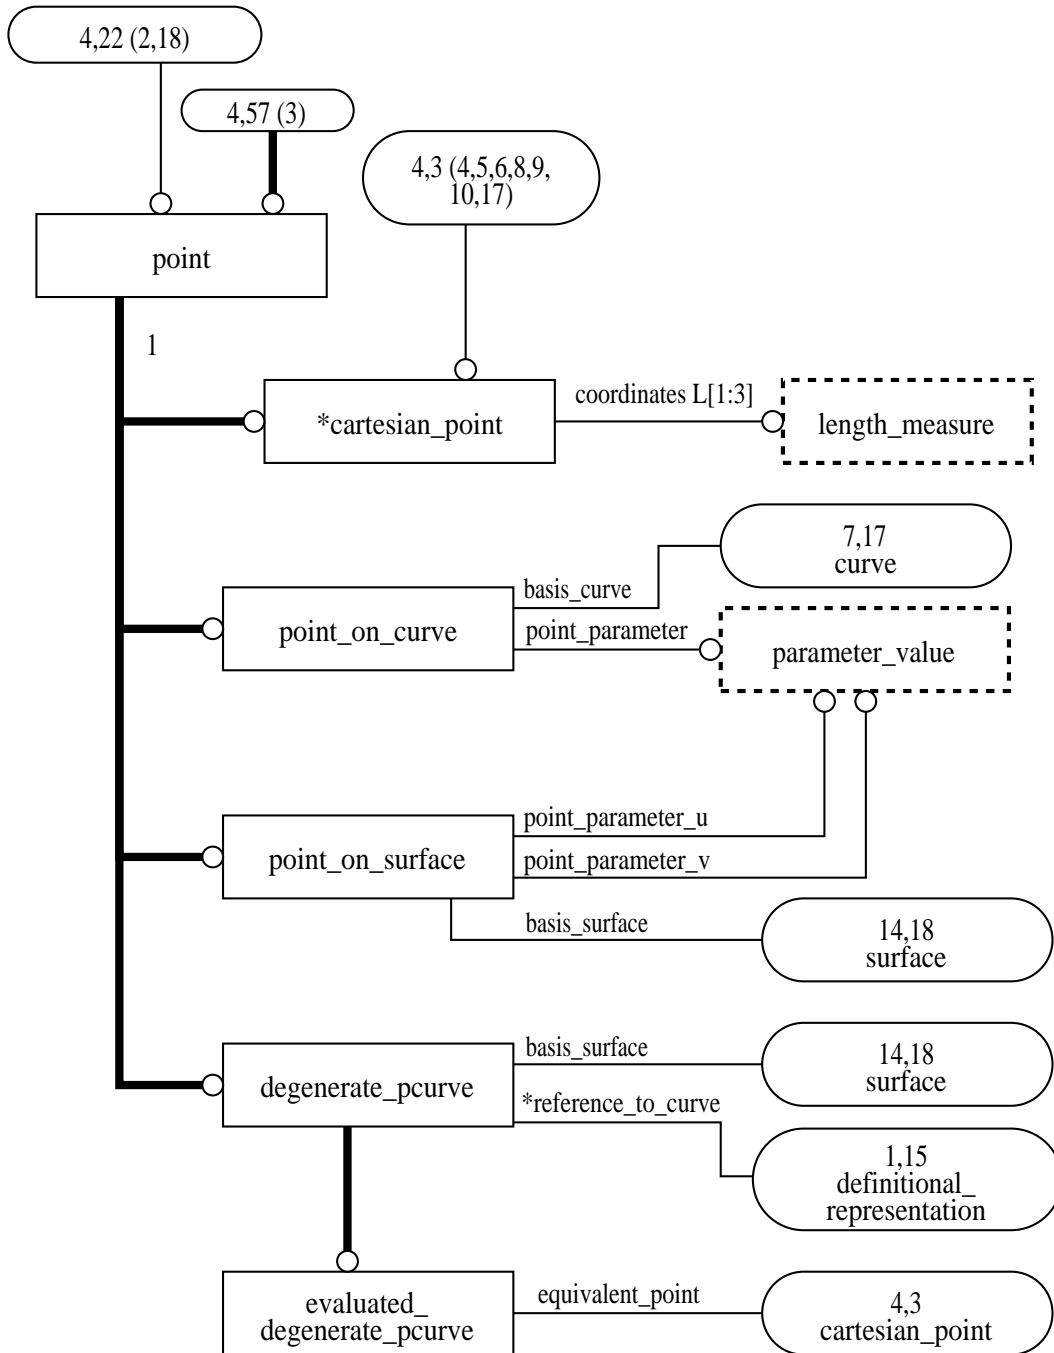 4,22 (2,18)
4,57 (3)
4,3 (4,5,6,8,9,
10,17)
point
1
*cartesian_point
coordinates L[1:3]
length_measure
7,17
curve
basis_curve
point_on_curve
point_parameter
parameter_value
point_parameter_u
point_on_surface
point_parameter_v
basis_surface
14,18
surface
basis_surface
14,18
surface
degenerate_pcurve
*reference_to_curve
1,15
definitional_
representation
equivalent_point
evaluated_
degenerate_pcurve
4,3
cartesian_point